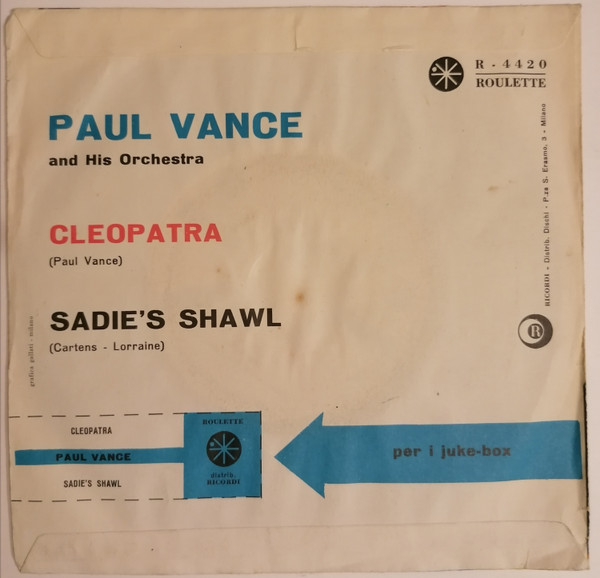 R - 4420
ROULETTE
PAUL VANCE
and His Orchestra
CLEOPATRA
(Paul Vance)
SADIE'S SHAWL
(Cartens - Lorraine)
RICORDI - Distrib. Dischi - P.za S. Erasmo, 3 - Milano
R
grafica gallati - milano
CLEOPATRA
PAUL VANCE
SADIE'S SHAWL
ROULETTE
distrib.
RICORDI
per i juke-box